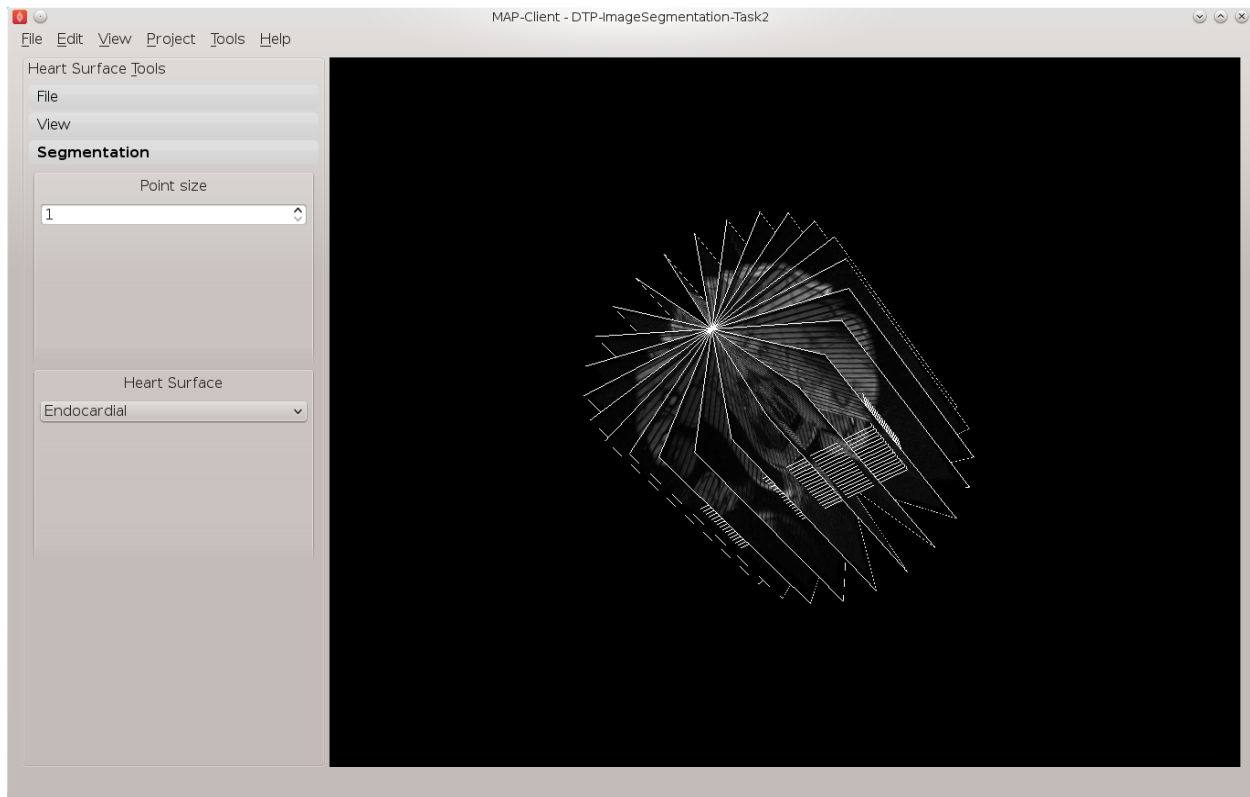 MAP-Client - DTP-ImageSegmentation-Task2
File Edit View Project Tools Help
Heart Surface Tools
File
View
Segmentation
Point size
1
Heart Surface
Endocardial